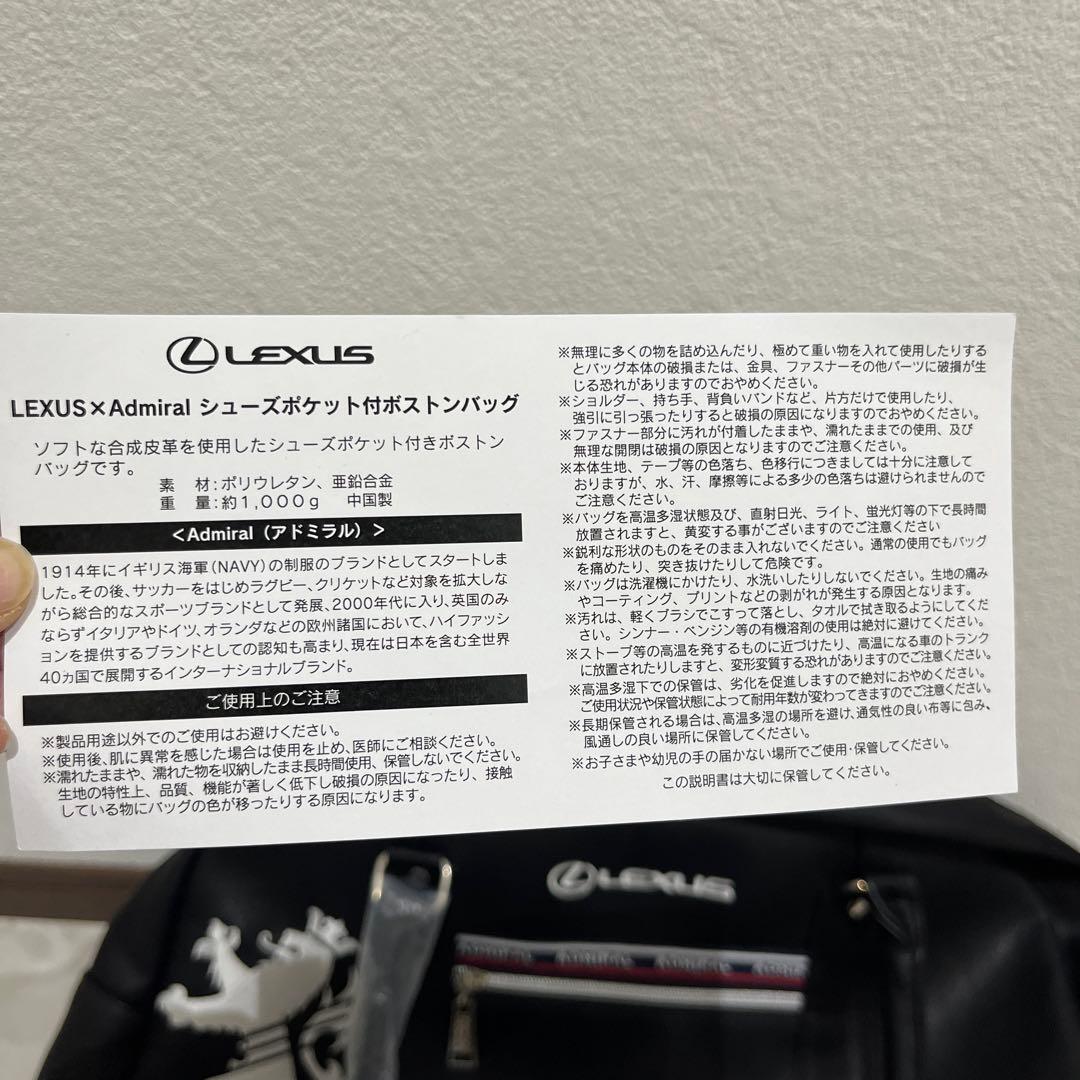 LEXUS
LEXUS×Admiral シューズポケット付ボストンバッグ
ソフトな合成皮革を使用したシューズポケット付きボストン
バッグです。
素　材：ポリウレタン、亜鉛合金
重　量：約1,000g　中国製
＜Admiral（アドミラル）＞
1914年にイギリス海軍（NAVY）の制服のブランドとしてスタートしま
した。その後、サッカーをはじめラグビー、クリケットなど対象を拡大しな
がら総合的なスポーツブランドとして発展、2000年代に入り、英国のみ
ならずイタリアやドイツ、オランダなどの欧州諸国において、ハイファッシ
ョンを提供するブランドとしての認知も高まり、現在は日本を含む全世界
40ヵ国で展開するインターナショナルブランド。
ご使用上のご注意
※製品用途以外でのご使用はお避けください。
※使用後、肌に異常を感じた場合は使用を止め、医師にご相談ください。
※濡れたままや、濡れた物を収納したまま長時間使用、保管しないでください。
生地の特性上、品質、機能が著しく低下し破損の原因になったり、接触
している物にバッグの色が移ったりする原因になります。
※無理に多くの物を詰め込んだり、極めて重い物を入れて使用したりする
とバッグ本体の破損または、金具、ファスナーその他パーツに破損が生
じる恐れがありますのでおやめください。
※ショルダー、持ち手、背負いバンドなど、片方だけで使用したり、
強引に引っ張ったりすると破損の原因になりますのでおやめください。
※ファスナー部分に汚れが付着したままや、濡れたままでの使用、及び
無理な開閉は破損の原因となりますのでご注意ください。
※本体生地、テープ等の色落ち、色移行につきましては十分に注意して
おりますが、水、汗、摩擦等による多少の色落ちは避けられませんので
ご注意ください。
※バッグを高温多湿状態及び、直射日光、ライト、蛍光灯等の下で長時間
放置されますと、黄変する事がございますのでご注意ください
※鋭利な形状のものをそのまま入れないでください。通常の使用でもバッグ
を痛めたり、突き抜けたりして危険です。
※バッグは洗濯機にかけたり、水洗いしたりしないでください。生地の痛み
やコーティング、プリントなどの剥がれが発生する原因となります。
※汚れは、軽くブラシでこすって落とし、タオルで拭き取るようにしてくだ
さい。シンナー・ベンジン等の有機溶剤の使用は絶対に避けてください。
※ストーブ等の高温を発するものに近づけたり、高温になる車のトランク
に放置されたりしますと、変形変質する恐れがありますのでご注意ください。
※高温多湿下での保管は、劣化を促進しますので絶対におやめください。
ご使用状況や保管状態によって耐用年数が変わってきますのでご注意ください。
※長期保管される場合は、高温多湿の場所を避け、通気性の良い布等に包み、
風通しの良い場所に保管してください。
※お子さまや幼児の手の届かない場所でご使用・保管してください。
この説明書は大切に保管してください。
LEXUS